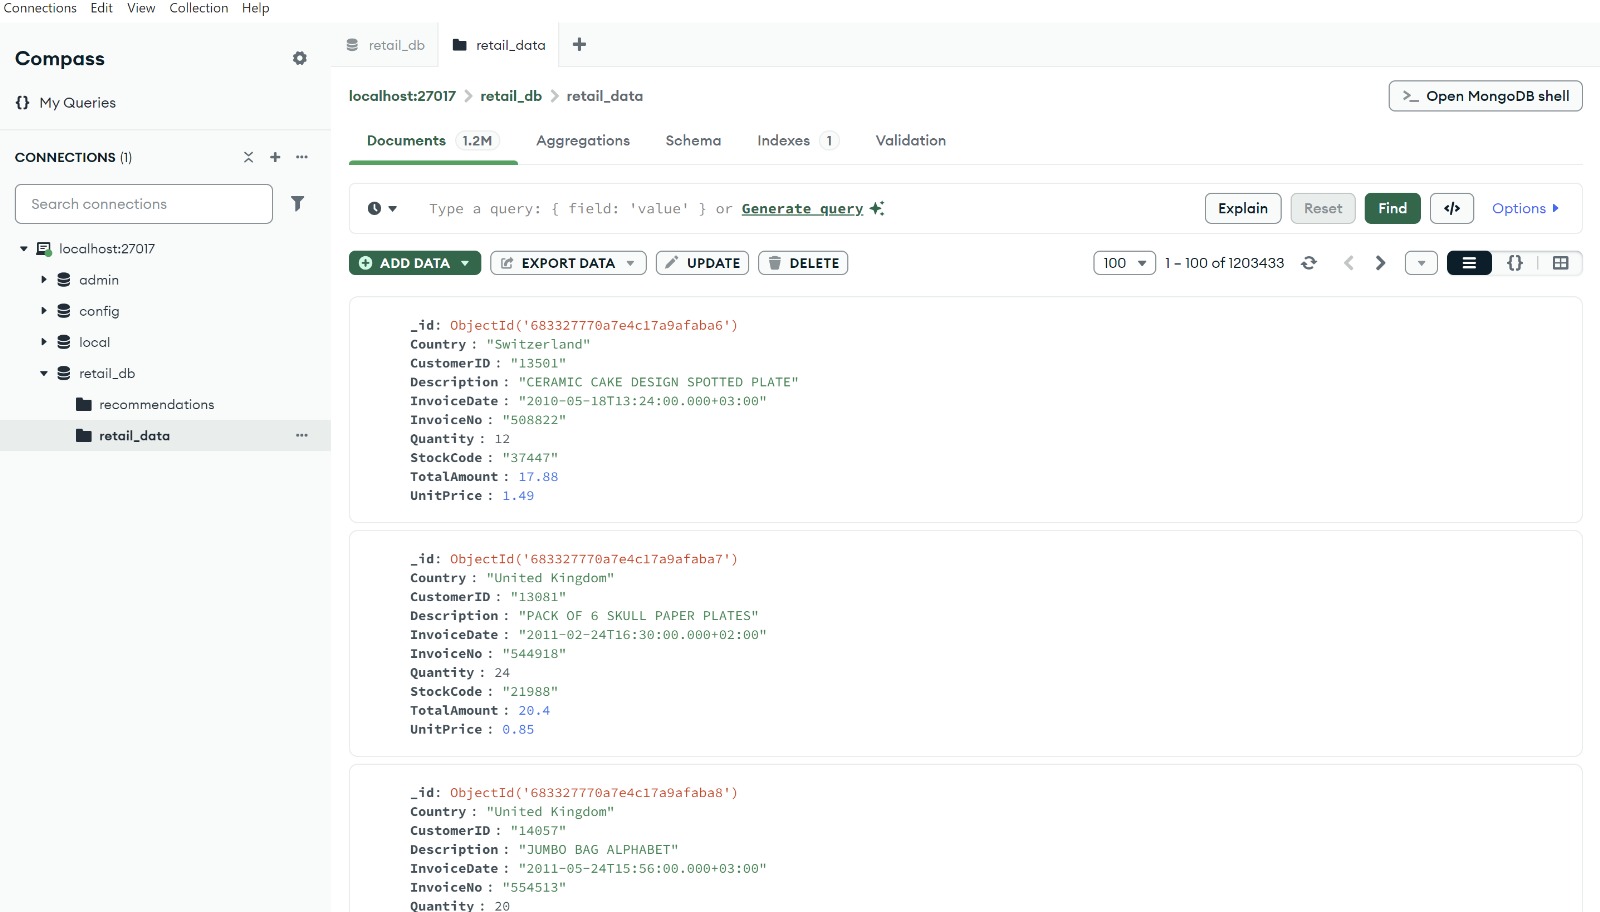 Connections Edit View Collection Help
Compass
My Queries
CONNECTIONS (1)
Search connections
localhost:27017
admin
config
local
retail_db
recommendations
retail_data
retail_db retail_data
localhost:27017 retail_db retail_data
>_ Open MongoDB shell
Documents 1.2M Aggregations Schema Indexes 1 Validation
Type a query: { field: 'value' } or Generate query
Explain Reset Find </> Options
ADD DATA EXPORT DATA UPDATE DELETE
100 1 – 100 of 1203433 {}
_id: ObjectId('683327770a7e4c17a9afaba6')
Country : "Switzerland"
CustomerID : "13501"
Description : "CERAMIC CAKE DESIGN SPOTTED PLATE"
InvoiceDate : "2010-05-18T13:24:00.000+03:00"
InvoiceNo : "508822"
Quantity : 12
StockCode : "37447"
TotalAmount : 17.88
UnitPrice : 1.49
_id: ObjectId('683327770a7e4c17a9afaba7')
Country : "United Kingdom"
CustomerID : "13081"
Description : "PACK OF 6 SKULL PAPER PLATES"
InvoiceDate : "2011-02-24T16:30:00.000+02:00"
InvoiceNo : "544918"
Quantity : 24
StockCode : "21988"
TotalAmount : 20.4
UnitPrice : 0.85
_id: ObjectId('683327770a7e4c17a9afaba8')
Country : "United Kingdom"
CustomerID : "14057"
Description : "JUMBO BAG ALPHABET"
InvoiceDate : "2011-05-24T15:56:00.000+03:00"
InvoiceNo : "554513"
Quantity : 20